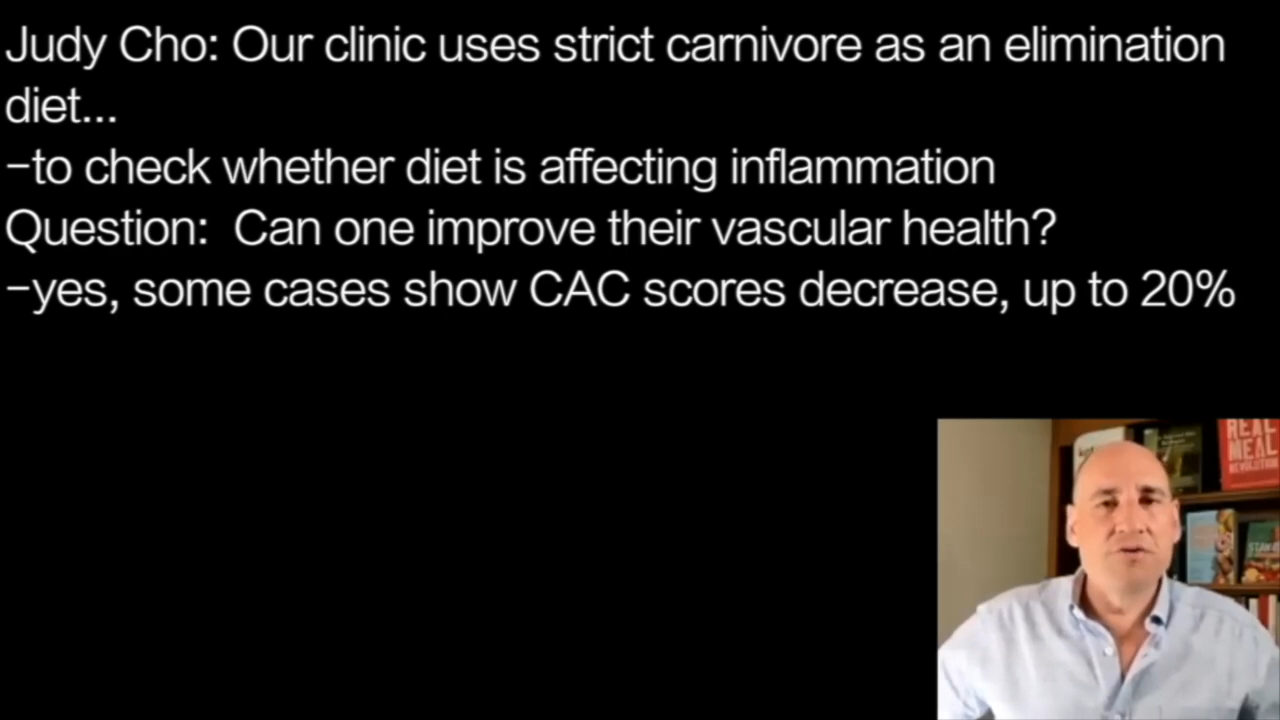 Judy Cho: Our clinic uses strict carnivore as an elimination
diet...
–to check whether diet is affecting inflammation
Question:  Can one improve their vascular health?
–yes, some cases show CAC scores decrease, up to 20%
REAL
MEAL
REVOLUTION